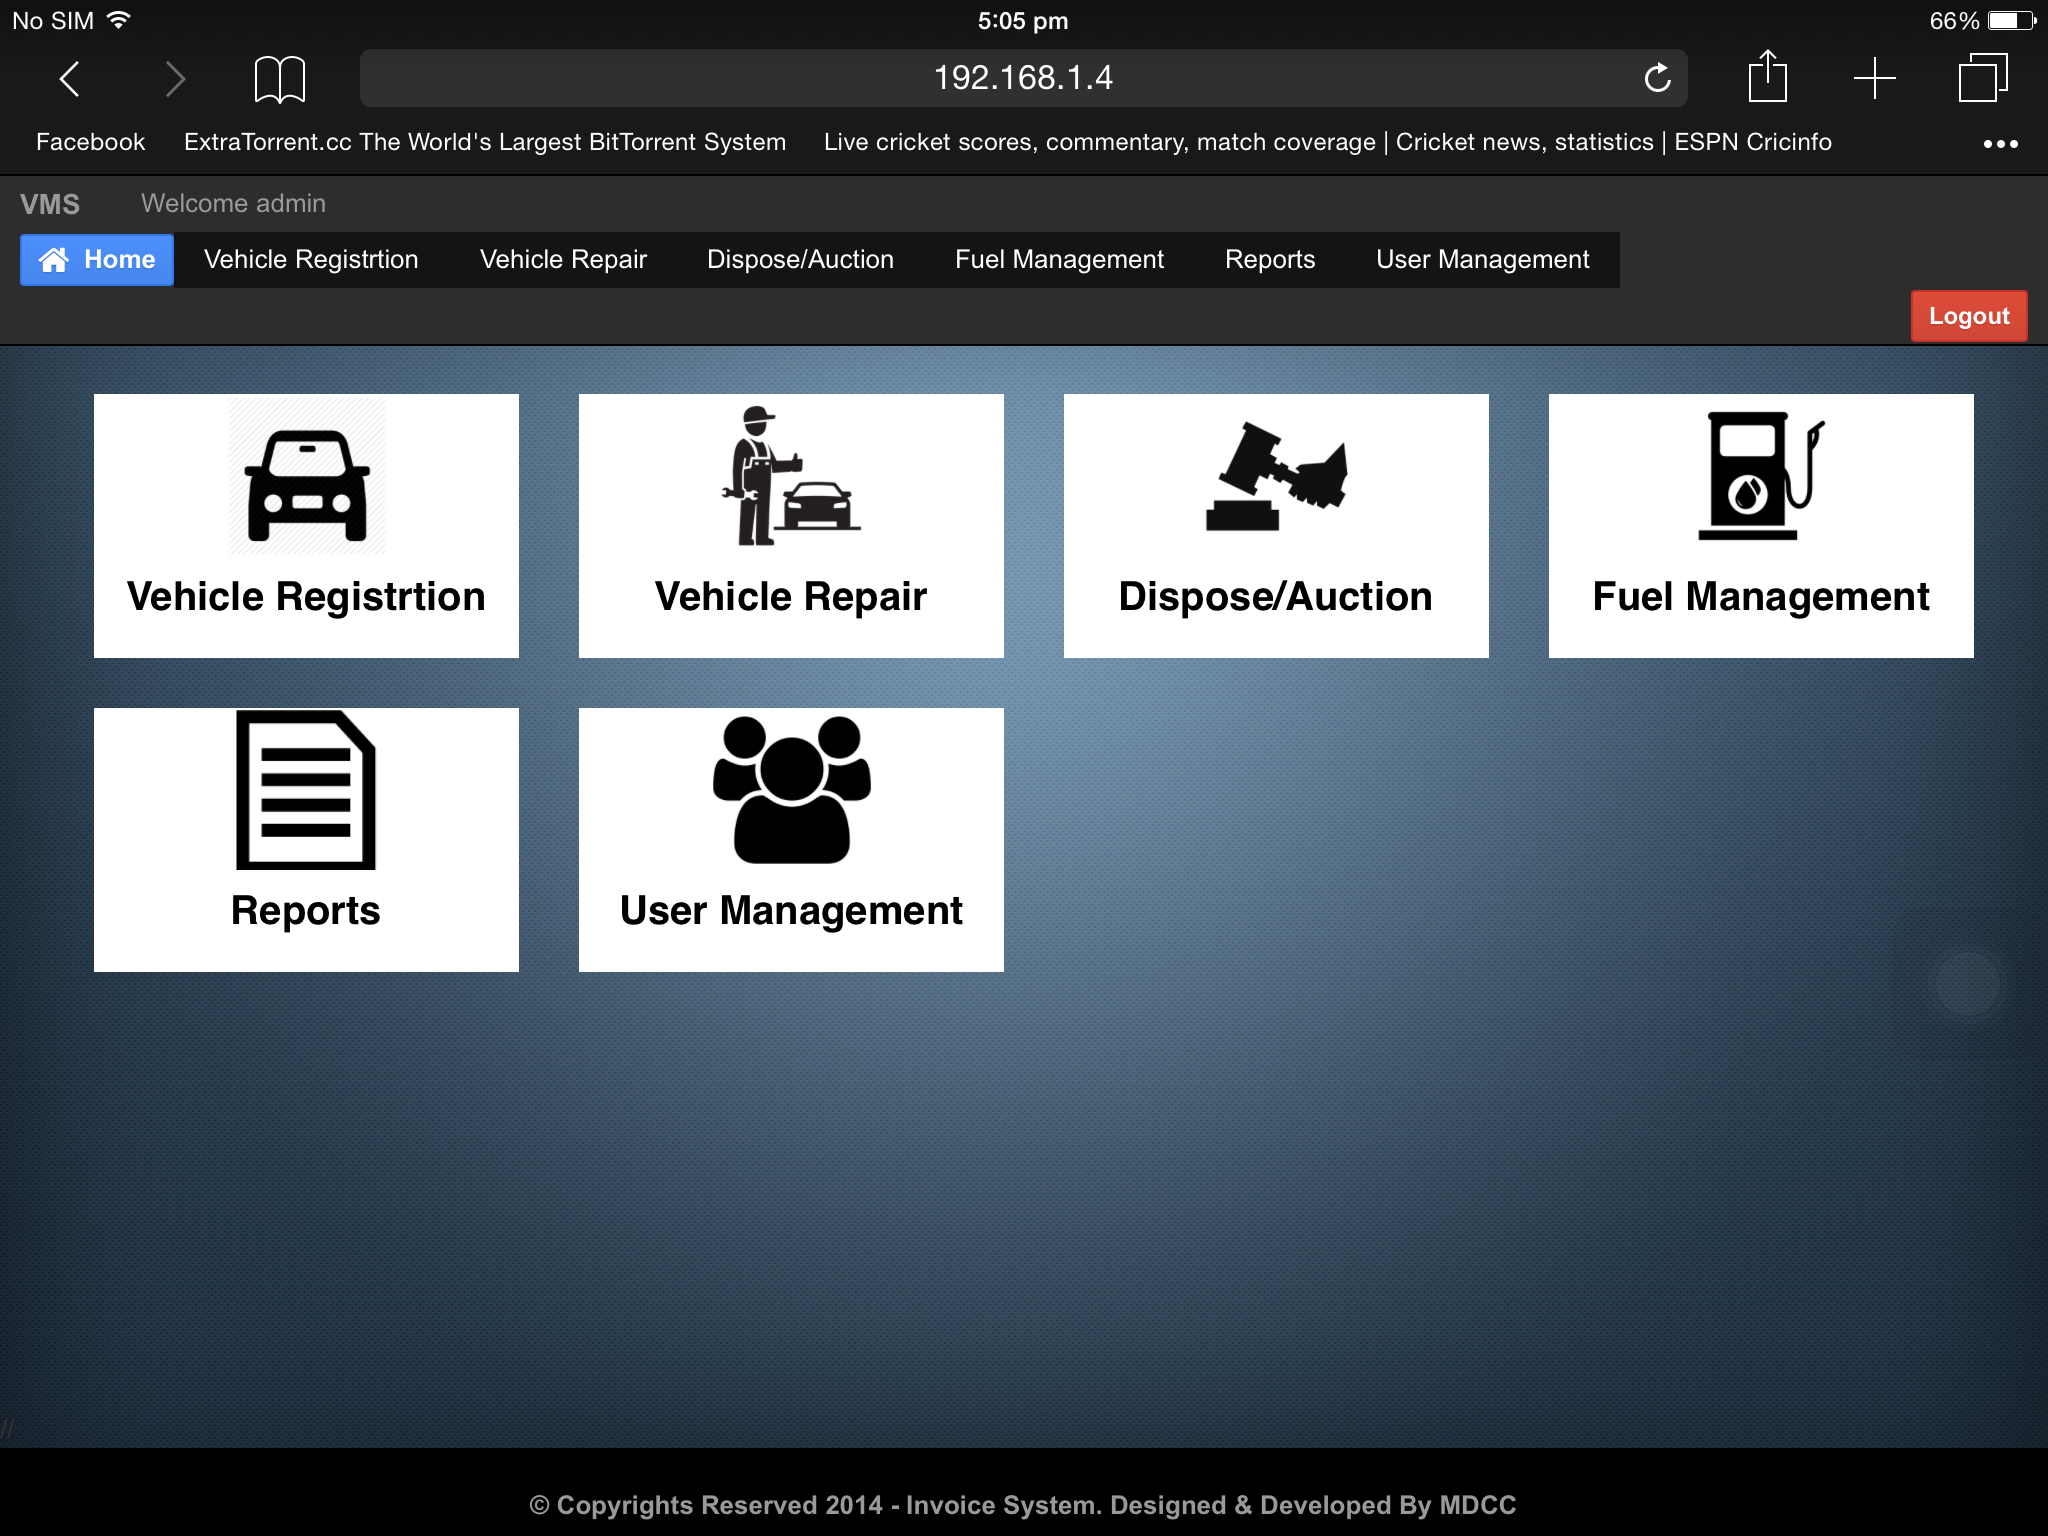 No SIM 5:05 pm 66%
192.168.1.4
Facebook ExtraTorrent.cc The World's Largest BitTorrent System Live cricket scores, commentary, match coverage | Cricket news, statistics | ESPN Cricinfo
VMS Welcome admin
Home Vehicle Registrtion Vehicle Repair Dispose/Auction Fuel Management Reports User Management
Logout
Vehicle Registrtion Vehicle Repair Dispose/Auction Fuel Management
Reports User Management
//
© Copyrights Reserved 2014 - Invoice System. Designed & Developed By MDCC